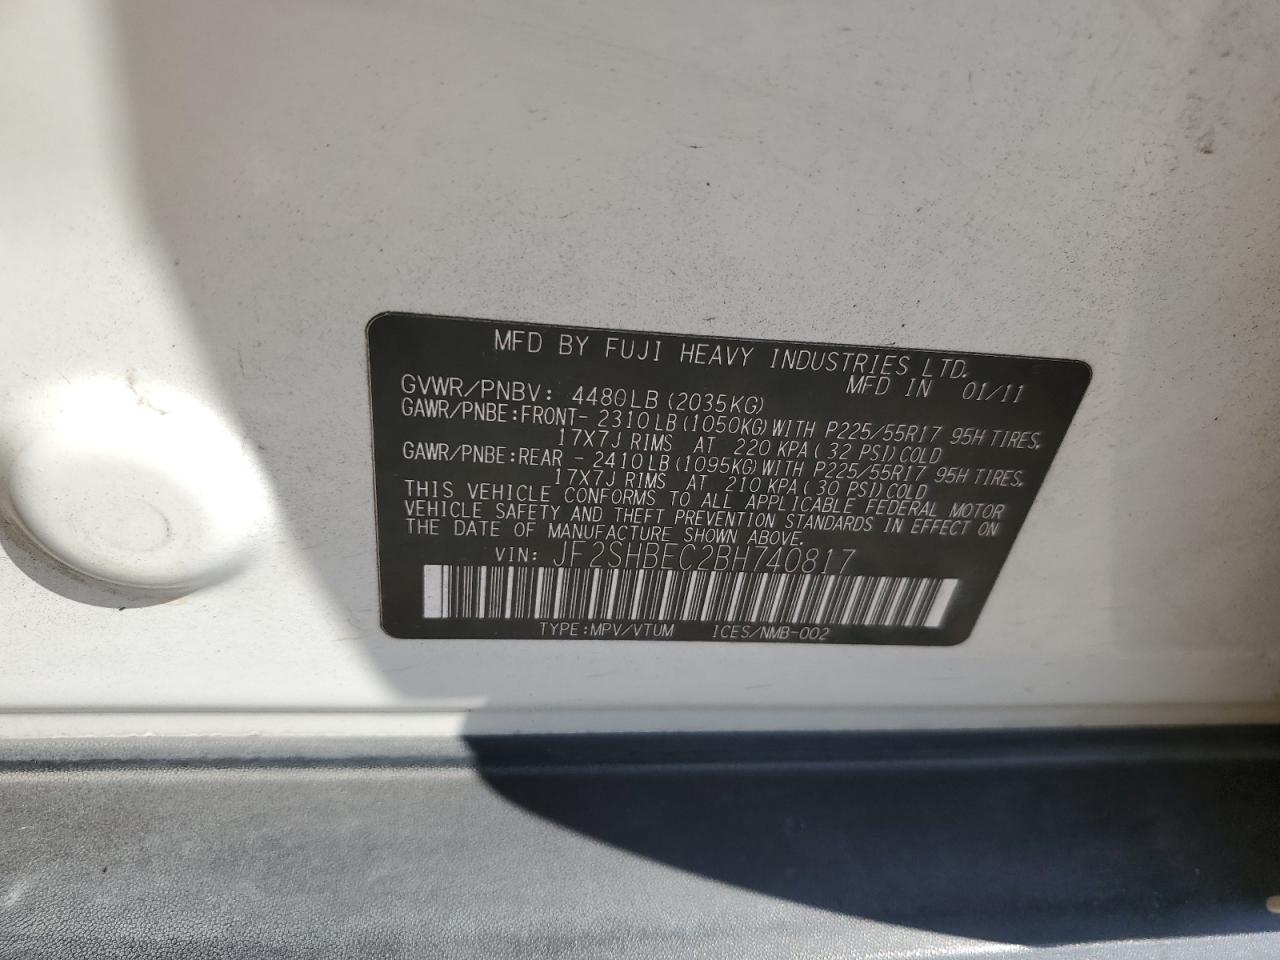 MFD BY FUJI HEAVY INDUSTRIES LTD.
MFD IN 01/11
GVWR/PNBV: 4480LB(2035KG)
GAWR/PNBE:FRONT- 2310LB(1050KG)WITH P225/55R17 95H TIRES.
17X7J RIMS AT 220 KPA(32 PSI)COLD
GAWR/PNBE:REAR - 2410LB(1095KG)WITH P225/55R17 95H TIRES.
17X7J RIMS AT 210 KPA(30 PSI)COLD
THIS VEHICLE CONFORMS TO ALL APPLICABLE FEDERAL MOTOR
VEHICLE SAFETY AND THEFT PREVENTION STANDARDS IN EFFECT ON
THE DATE OF MANUFACTURE SHOWN ABOVE.
VIN: JF2SHBEC2BH740817
TYPE:MPV/VTUM ICES/NMB-002